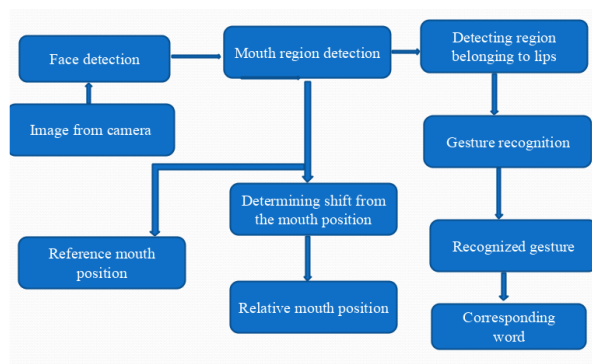 Face detection
Mouth region detection
Detecting region
belonging to lips
Image from camera
Gesture recognition
Determining shift from
the mouth position
Reference mouth
position
Recognized gesture
Relative mouth position
Corresponding
word